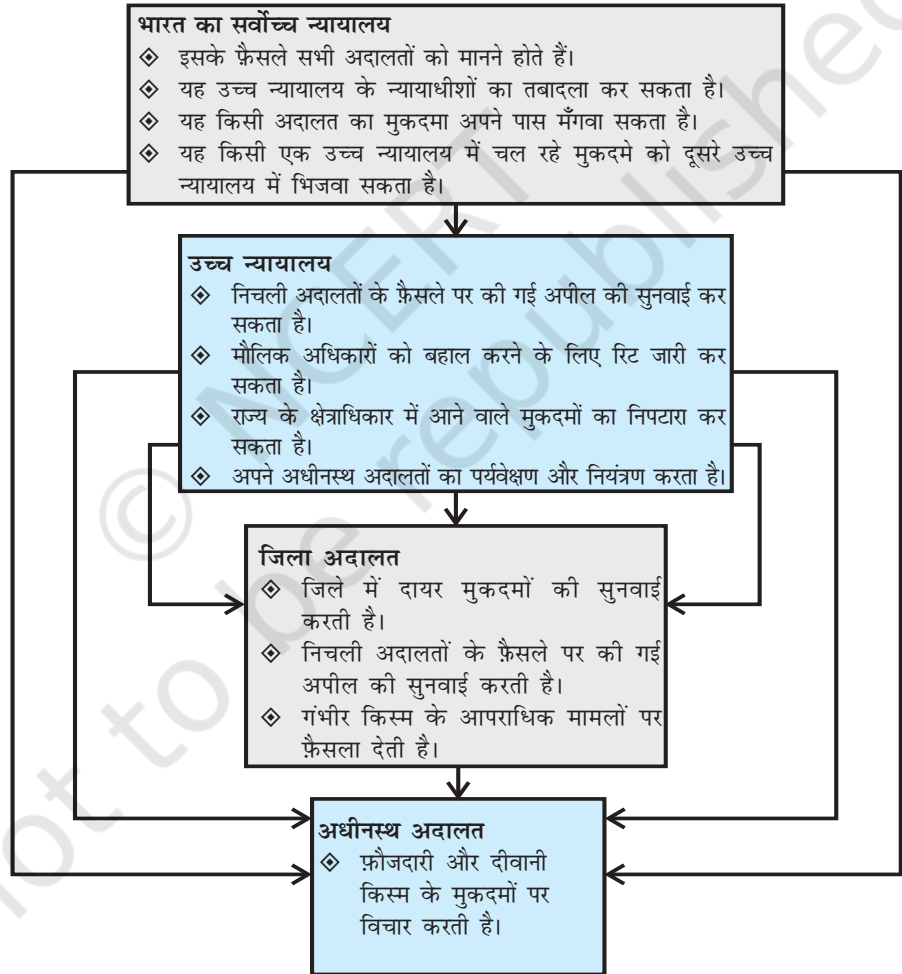 भारत का सर्वोच्च न्यायालय
◈ इसके फ़ैसले सभी अदालतों को मानने होते हैं।
◈ यह उच्च न्यायालय के न्यायाधीशों का तबादला कर सकता है।
◈ यह किसी अदालत का मुकदमा अपने पास मँगवा सकता है।
◈ यह किसी एक उच्च न्यायालय में चल रहे मुकदमे को दूसरे उच्च
न्यायालय में भिजवा सकता है।
उच्च न्यायालय
◈ निचली अदालतों के फ़ैसले पर की गई अपील की सुनवाई कर
सकता है।
◈ मौलिक अधिकारों को बहाल करने के लिए रिट जारी कर
सकता है।
◈ राज्य के क्षेत्राधिकार में आने वाले मुकदमों का निपटारा कर
सकता है।
◈ अपने अधीनस्थ अदालतों का पर्यवेक्षण और नियंत्रण करता है।
जिला अदालत
◈ जिले में दायर मुकदमों की सुनवाई
करती है।
◈ निचली अदालतों के फ़ैसले पर की गई
अपील की सुनवाई करती है।
◈ गंभीर किस्म के आपराधिक मामलों पर
फ़ैसला देती है।
अधीनस्थ अदालत
◈ फ़ौजदारी और दीवानी
किस्म के मुकदमों पर
विचार करती है।
© NCERT
not to be republished